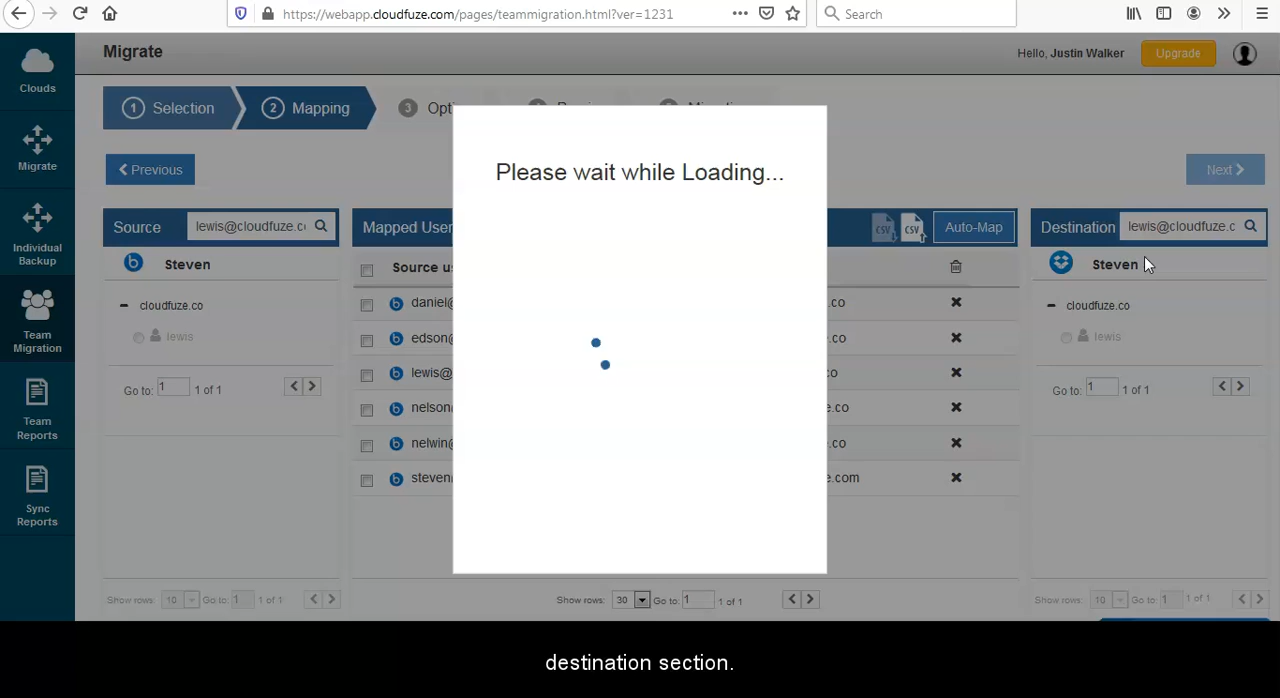 https://webapp.cloudfuze.com/pages/teammigration.html?ver=1231
Search
Clouds
Migrate
Individual
Backup
Team
Migration
Team
Reports
Sync
Reports
Migrate
Hello, Justin Walker
Upgrade
1 Selection
2 Mapping
3
Previous
Next
Please wait while Loading...
Source
lewis@cloudfuze.c
Steven
cloudfuze.co
lewis
Go to: 1 1 of 1
Mapped User
CSV
CSV
Auto-Map
Source us
daniel@
.co
edson@
e.co
lewis@
co
nelson@
e.co
nelwin@
e.co
steven@
e.com
Destination
lewis@cloudfuze.c
Steven
cloudfuze.co
lewis
Go to: 1 1 of 1
Show rows: 10 Go to: 1 1 of 1
Show rows: 30 Go to: 1 1 of 1
Show rows: 10 Go to: 1 1 of 1
destination section.